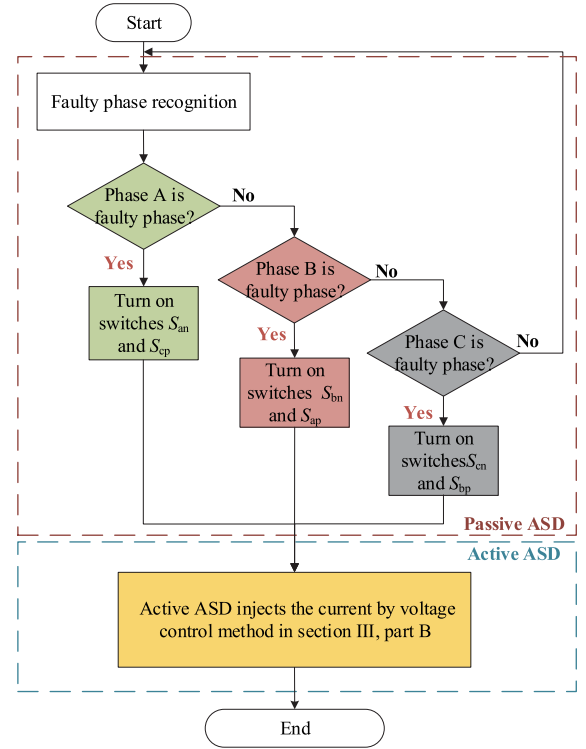 Start
Faulty phase recognition
Phase A is
faulty phase?
No
Yes
Turn on
switches San
and Scp
Phase B is
faulty phase?
No
Yes
Turn on
switches Sbn
and Sap
Phase C is
faulty phase?
No
Yes
Turn on
switchesScn
and Sbp
Passive ASD
Active ASD
Active ASD injects the current by voltage
control method in section III, part B
End